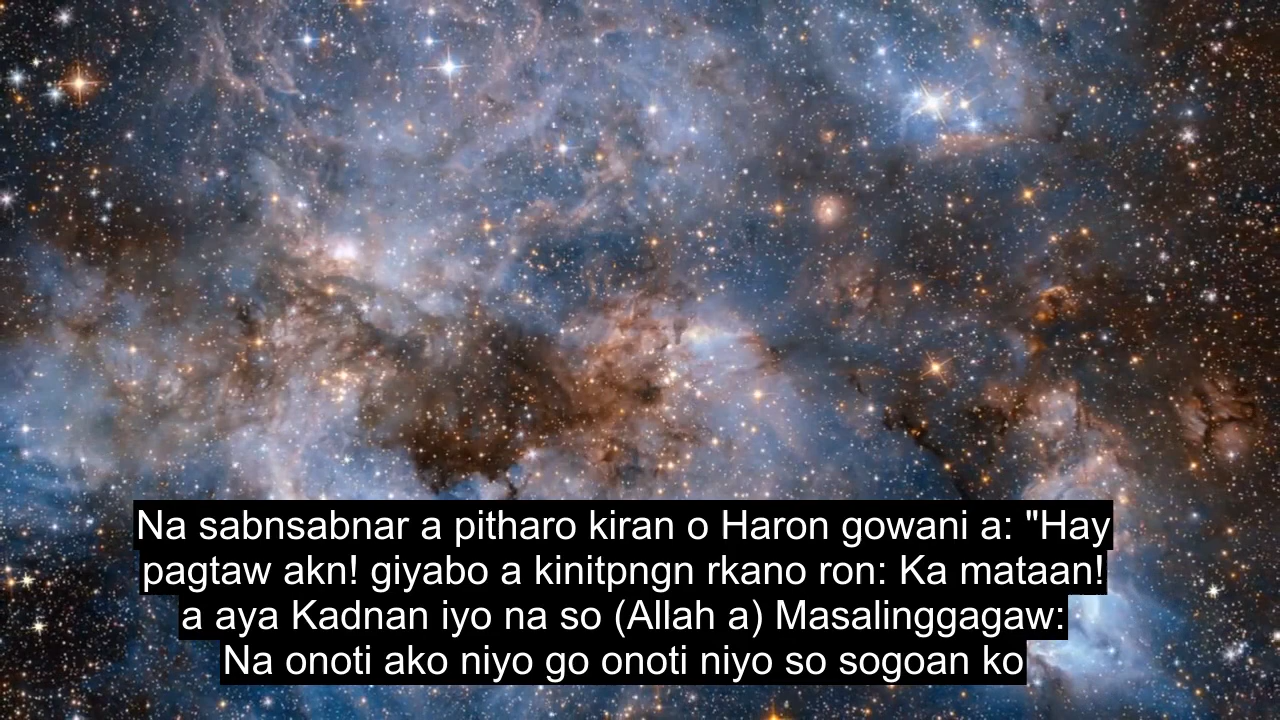 Na sabnsabnar a pitharo kiran o Haron gowani a: "Hay
pagtaw akn! giyabo a kinitpngn rkano ron: Ka mataan!
a aya Kadnan iyo na so (Allah a) Masalinggagaw:
Na onoti ako niyo go onoti niyo so sogoan ko